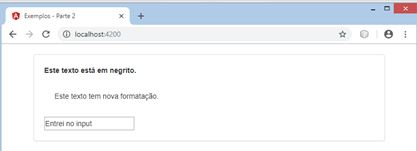 Exemplos - Parte 2
localhost:4200
Este texto está em negrito.
Este texto tem nova formatação.
Entrei no input